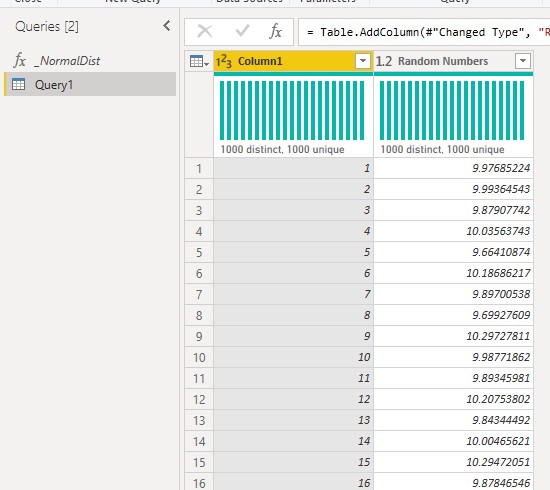 Close New Query Data Sources Parameters Query
Queries [2]
= Table.AddColumn(#"Changed Type", "R
fx _NormalDist
Query1
fx
1²3 Column1 1.2 Random Numbers
1000 distinct, 1000 unique 1000 distinct, 1000 unique
1 1 9.97685224
2 2 9.99364543
3 3 9.87907742
4 4 10.03563743
5 5 9.66410874
6 6 10.18686217
7 7 9.89700538
8 8 9.69927609
9 9 10.29727811
10 10 9.98771862
11 11 9.89345981
12 12 10.20753802
13 13 9.84344492
14 14 10.00465621
15 15 10.29472051
16 16 9.87846546